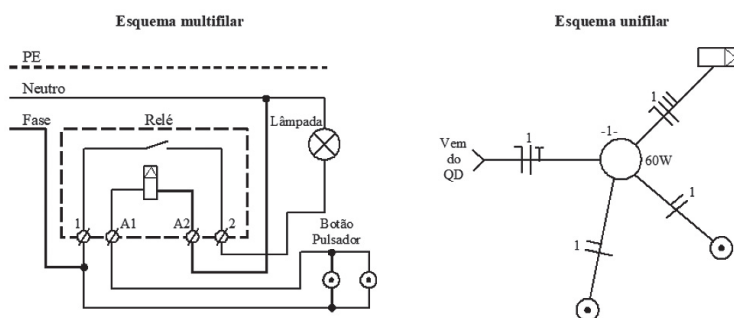 Esquema multifilar
PE
Neutro
Fase
Relé
Lâmpada
1
A1
A2
2
Botão
Pulsador
Esquema unifilar
1
-1-
1
Vem
do
QD
60W
1
1